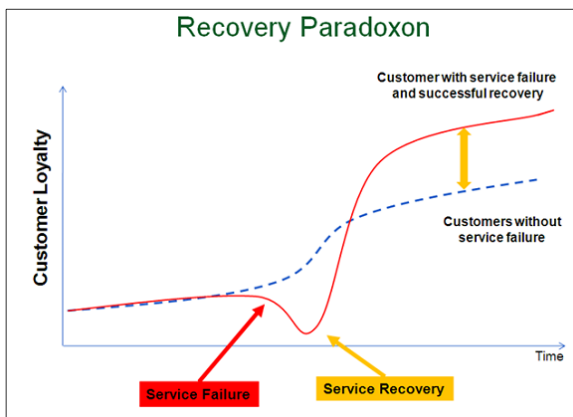 Recovery Paradoxon
Customer with service failure
and successful recovery
Customer Loyalty
Customers without
service failure
Time
Service Failure
Service Recovery